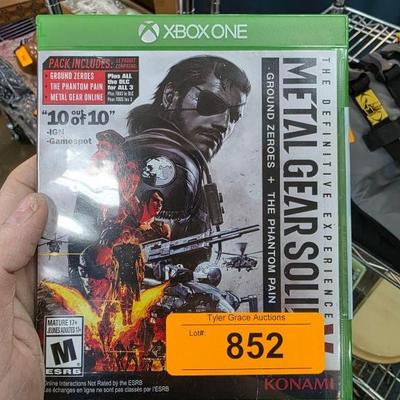 XBOX ONE
PACK INCLUDES:
GROUND ZEROES
THE PHANTOM PAIN
METAL GEAR ONLINE
Plus ALL
the DLC
for ALL 3
"10 out of 10"
-IGN
-Gamespot
THE DEFINITIVE EXPERIENCE
METAL GEAR SOLID
GROUND ZEROES + THE PHANTOM PAIN
Tyler Grace Auctions
Lot#:
852
MATURE 17+
M
ESRB
Online Interactions Not Rated by the ESRB
KONAMI